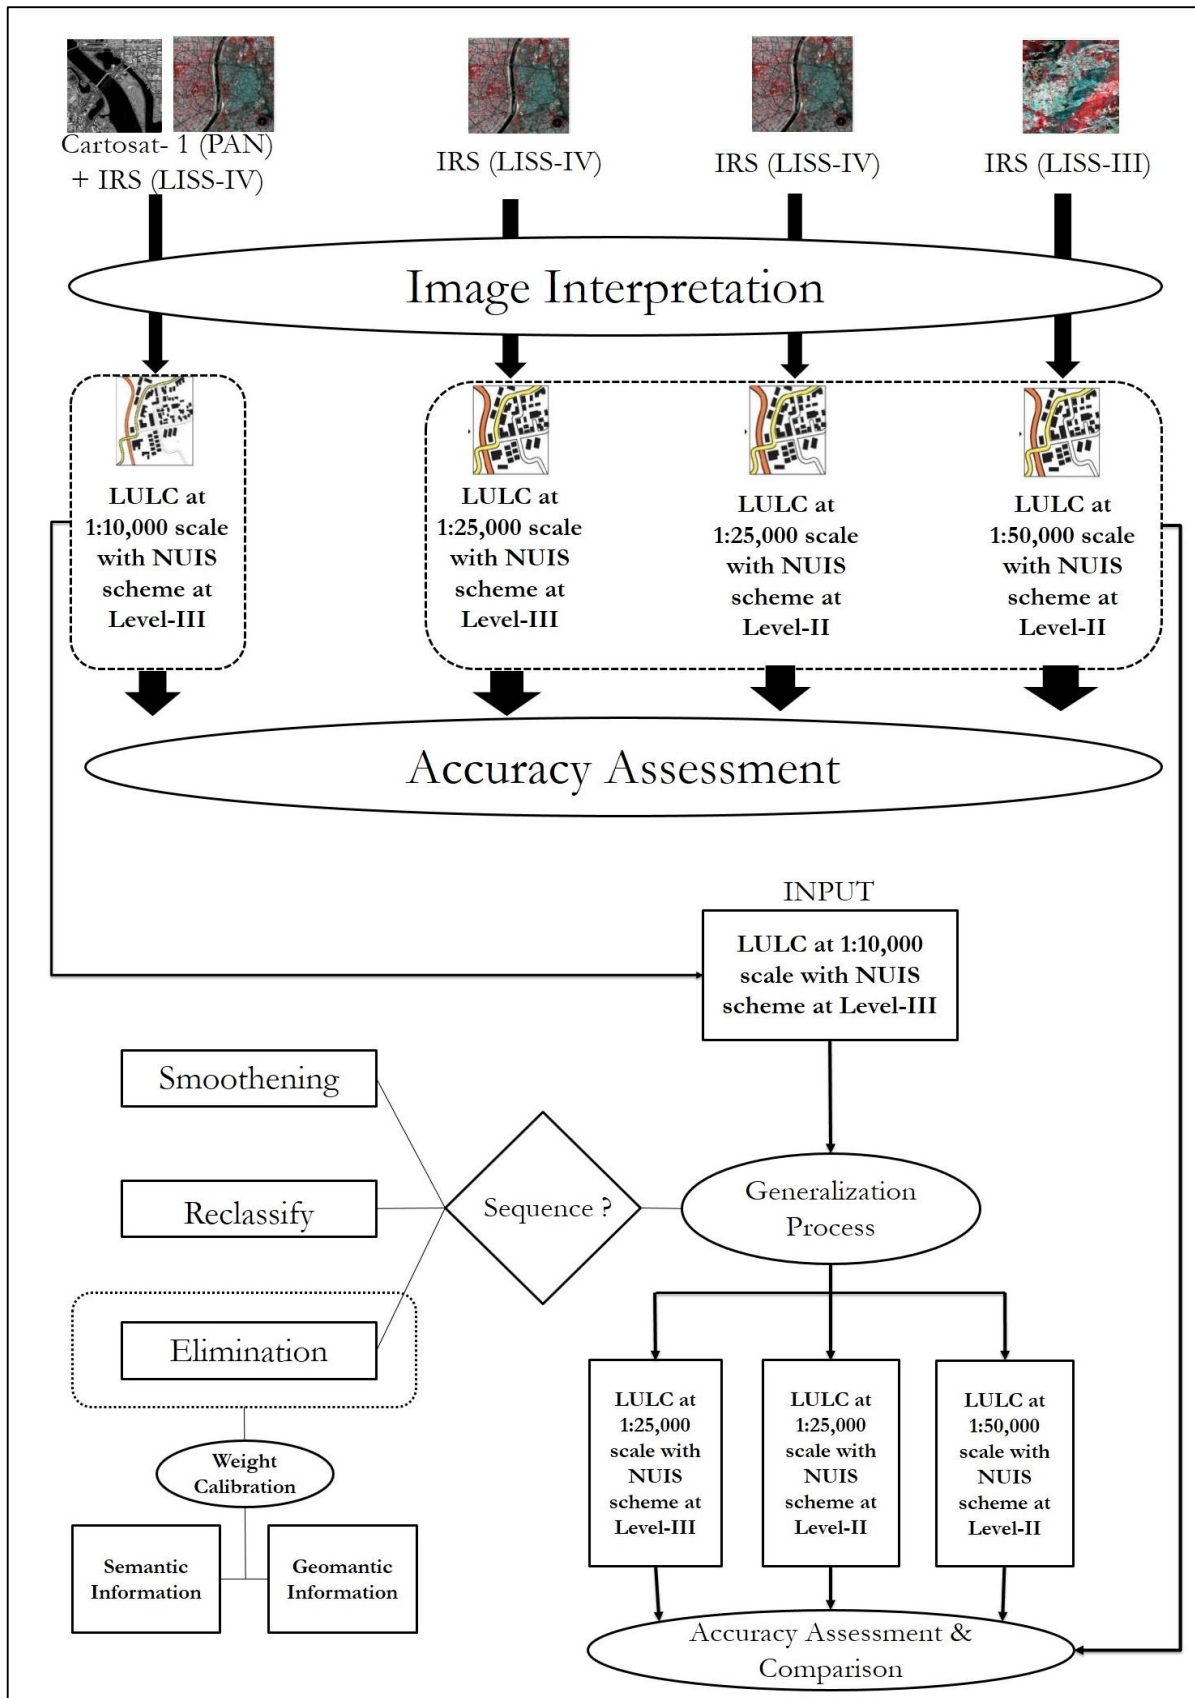 Cartosat- 1 (PAN)
+ IRS (LISS-IV)
IRS (LISS-IV)
IRS (LISS-IV)
IRS (LISS-III)
Image Interpretation
LULC at
1:10,000 scale
with NUIS
scheme at
Level-III
LULC at
1:25,000 scale
with NUIS
scheme at
Level-III
LULC at
1:25,000 scale
with NUIS
scheme at
Level-II
LULC at
1:50,000 scale
with NUIS
scheme at
Level-II
Accuracy Assessment
INPUT
LULC at 1:10,000
scale with NUIS
scheme at Level-III
Smoothening
Reclassify
Elimination
Sequence ?
Generalization
Process
Weight
Calibration
Semantic
Information
Geomantic
Information
LULC at
1:25,000
scale with
NUIS
scheme at
Level-III
LULC at
1:25,000
scale with
NUIS
scheme at
Level-II
LULC at
1:50,000
scale with
NUIS
scheme at
Level-II
Accuracy Assessment &
Comparison